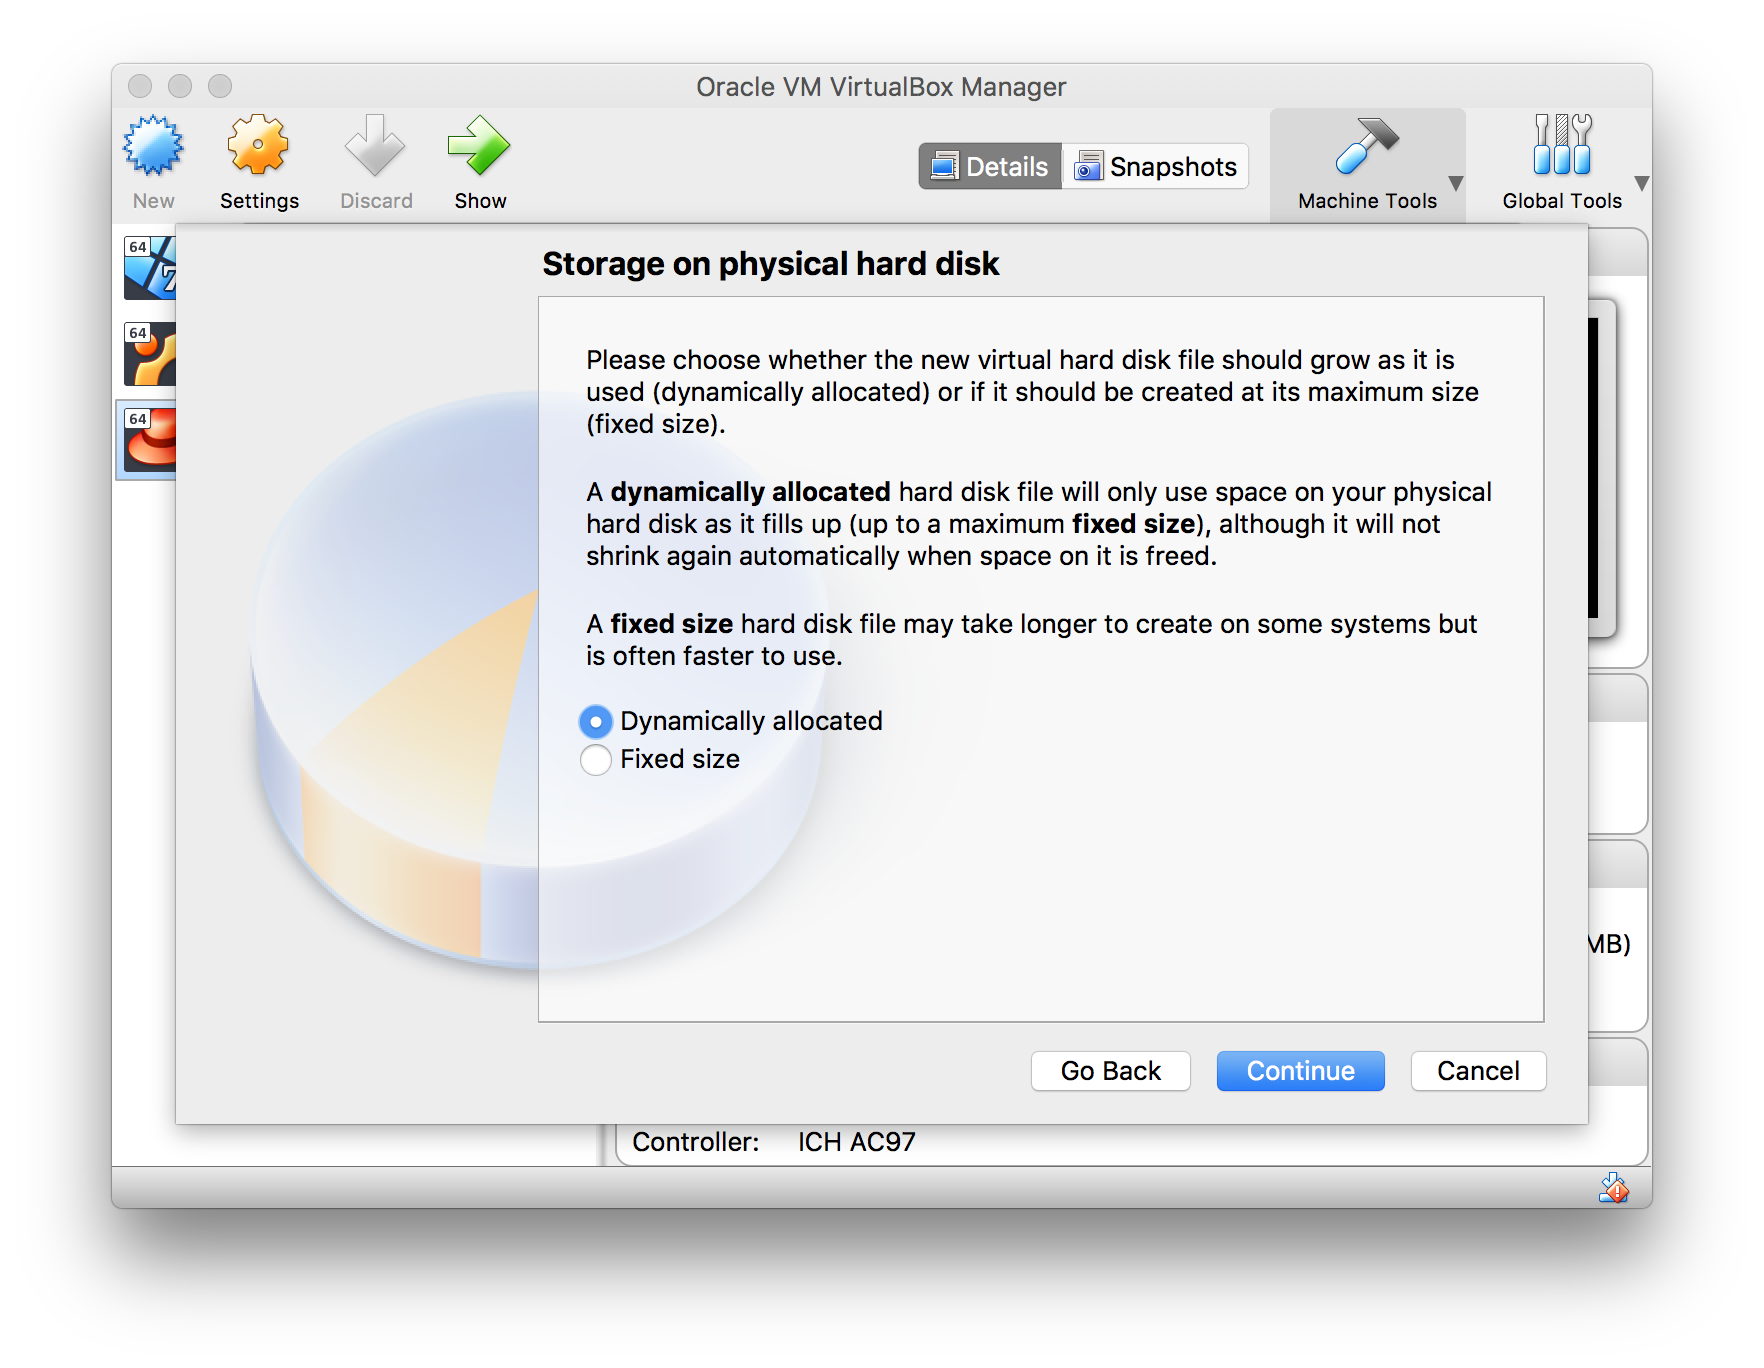 Oracle VM VirtualBox Manager
New
Settings
Discard
Show
Details
Snapshots
Machine Tools
Global Tools
64
7
64
64
Storage on physical hard disk
Please choose whether the new virtual hard disk file should grow as it is
used (dynamically allocated) or if it should be created at its maximum size
(fixed size).
A dynamically allocated hard disk file will only use space on your physical
hard disk as it fills up (up to a maximum fixed size), although it will not
shrink again automatically when space on it is freed.
A fixed size hard disk file may take longer to create on some systems but
is often faster to use.
Dynamically allocated
Fixed size
MB)
Go Back
Continue
Cancel
Controller: ICH AC97